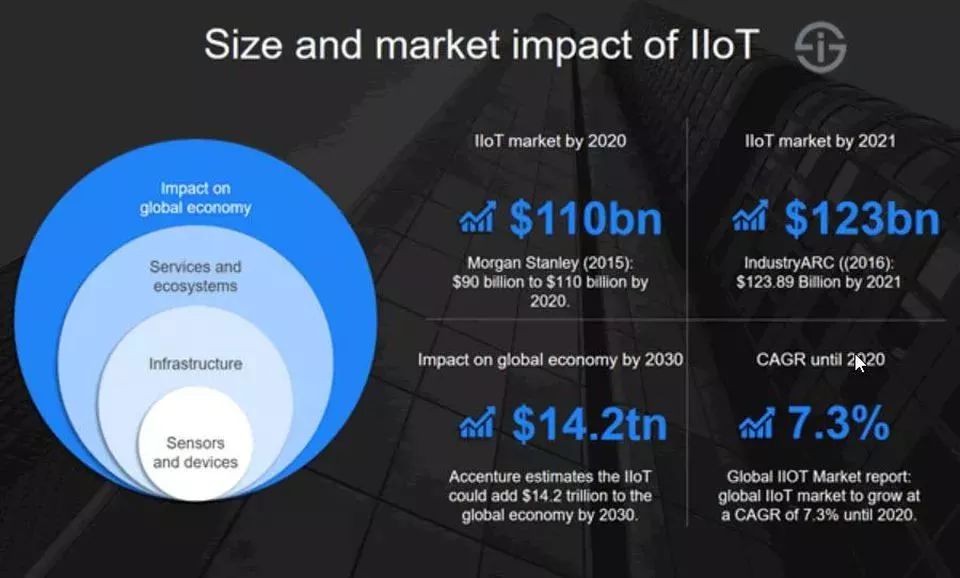 Size and market impact of IIoT
Impact on
global economy
Services and
ecosystems
Infrastructure
Sensors
and devices
IIoT market by 2020
$110bn
Morgan Stanley (2015):
$90 billion to $110 billion by
2020.
IIoT market by 2021
$123bn
IndustryARC ((2016):
$123.89 Billion by 2021
Impact on global economy by 2030
$14.2tn
Accenture estimates the IIoT
could add $14.2 trillion to the
global economy by 2030.
CAGR until 2020
7.3%
Global IIOT Market report:
global IIoT market to grow at
a CAGR of 7.3% until 2020.